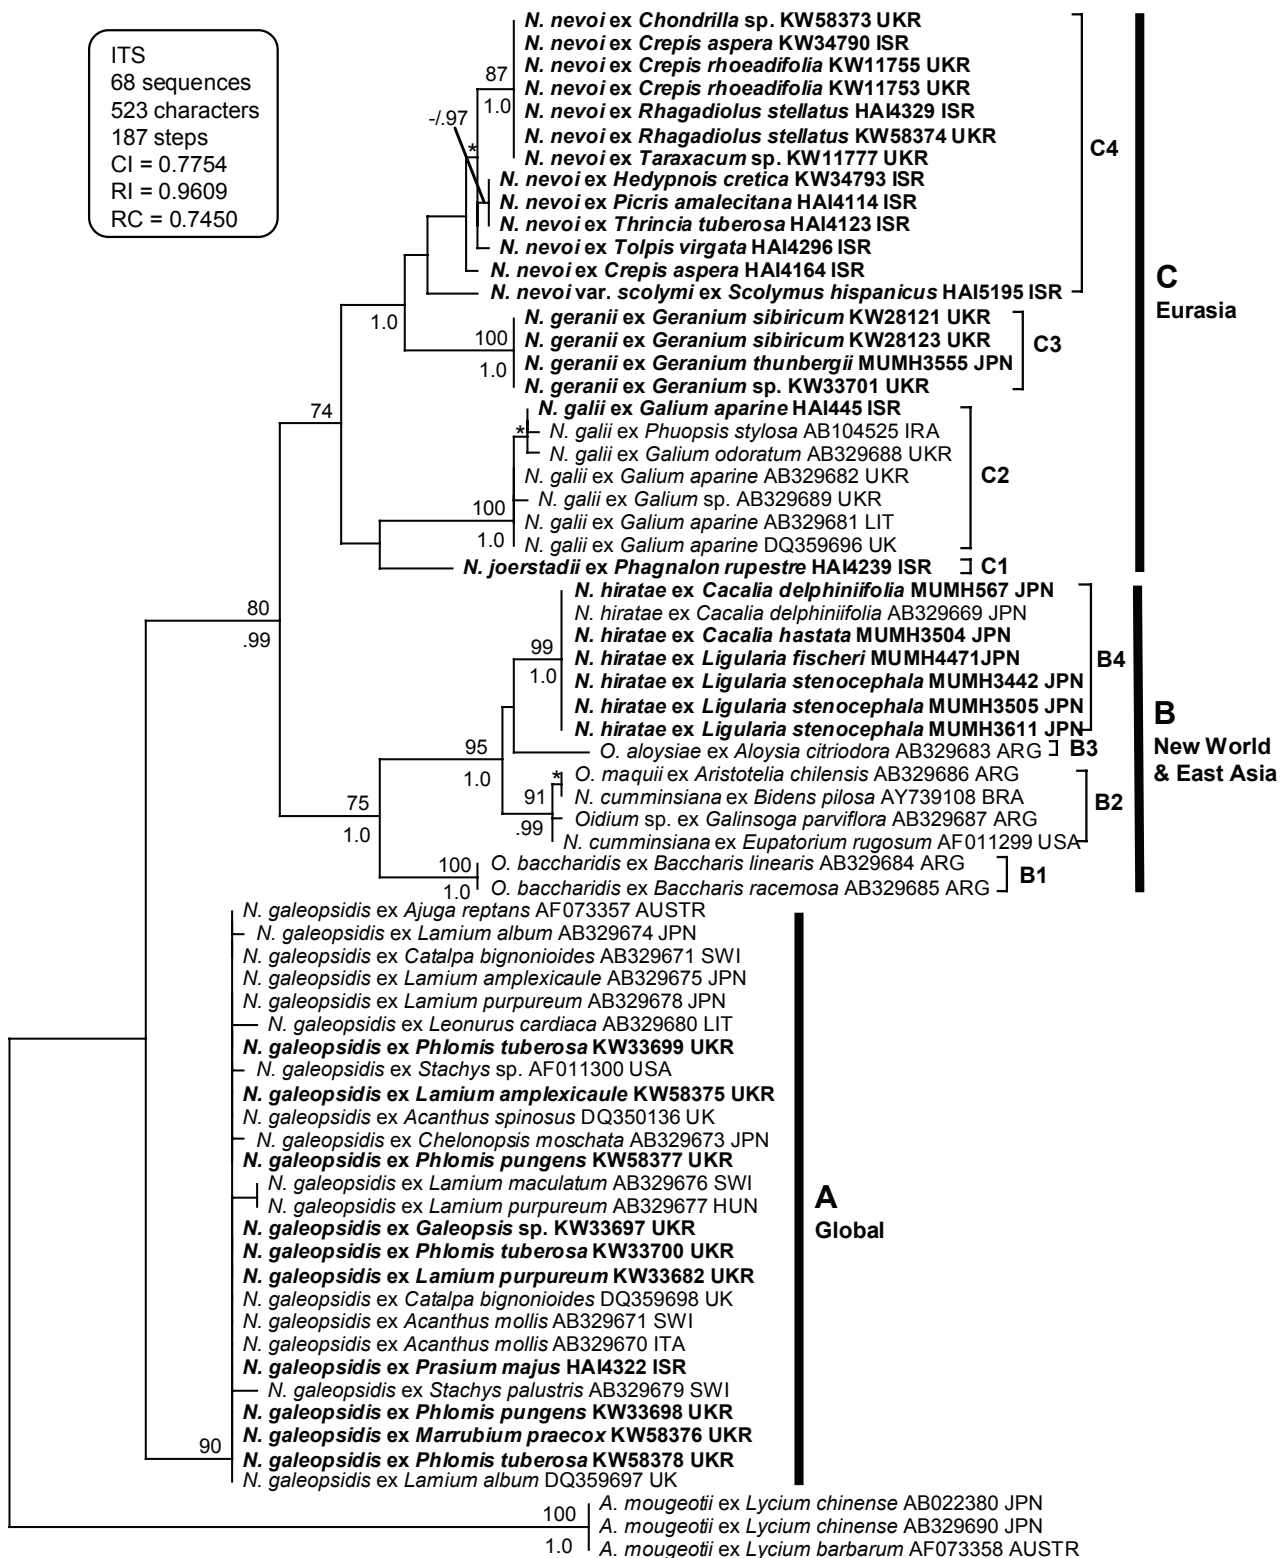 ITS
68 sequences
523 characters
187 steps
CI = 0.7754
RI = 0.9609
RC = 0.7450
N. nevoi ex Chondrilla sp. KW58373 UKR
N. nevoi ex Crepis aspera KW34790 ISR
N. nevoi ex Crepis rhoeadifolia KW11755 UKR
87
N. nevoi ex Crepis rhoeadifolia KW11753 UKR
1.0
N. nevoi ex Rhagadiolus stellatus HAI4329 ISR
-/.97
N. nevoi ex Rhagadiolus stellatus KW58374 UKR
*
N. nevoi ex Taraxacum sp. KW11777 UKR
C4
N. nevoi ex Hedypnois cretica KW34793 ISR
N. nevoi ex Picris amalecitana HAI4114 ISR
N. nevoi ex Thrincia tuberosa HAI4123 ISR
N. nevoi ex Tolpis virgata HAI4296 ISR
N. nevoi ex Crepis aspera HAI4164 ISR
N. nevoi var. scolymi ex Scolymus hispanicus HAI5195 ISR
C
Eurasia
1.0
N. geranii ex Geranium sibiricum KW28121 UKR
100
N. geranii ex Geranium sibiricum KW28123 UKR
C3
1.0
N. geranii ex Geranium thunbergii MUMH3555 JPN
N. geranii ex Geranium sp. KW33701 UKR
74
N. galii ex Galium aparine HAI445 ISR
*
N. galii ex Phuopsis stylosa AB104525 IRA
N. galii ex Galium odoratum AB329688 UKR
N. galii ex Galium aparine AB329682 UKR
C2
N. galii ex Galium sp. AB329689 UKR
100
N. galii ex Galium aparine AB329681 LIT
1.0
N. galii ex Galium aparine DQ359696 UK
N. joerstadii ex Phagnalon rupestre HAI4239 ISR
C1
80
.99
N. hiratae ex Cacalia delphiniifolia MUMH567 JPN
N. hiratae ex Cacalia delphiniifolia AB329669 JPN
N. hiratae ex Cacalia hastata MUMH3504 JPN
99
N. hiratae ex Ligularia fischeri MUMH4471JPN
B4
1.0
N. hiratae ex Ligularia stenocephala MUMH3442 JPN
N. hiratae ex Ligularia stenocephala MUMH3505 JPN
N. hiratae ex Ligularia stenocephala MUMH3611 JPN
B
New World
& East Asia
95
O. aloysiae ex Aloysia citriodora AB329683 ARG
B3
1.0
*
O. maquii ex Aristotelia chilensis AB329686 ARG
91
N. cumminsiana ex Bidens pilosa AY739108 BRA
B2
75
.99
Oidium sp. ex Galinsoga parviflora AB329687 ARG
1.0
N. cumminsiana ex Eupatorium rugosum AF011299 USA
100
O. baccharidis ex Baccharis linearis AB329684 ARG
B1
1.0
O. baccharidis ex Baccharis racemosa AB329685 ARG
N. galeopsidis ex Ajuga reptans AF073357 AUSTR
N. galeopsidis ex Lamium album AB329674 JPN
N. galeopsidis ex Catalpa bignonioides AB329671 SWI
N. galeopsidis ex Lamium amplexicaule AB329675 JPN
N. galeopsidis ex Lamium purpureum AB329678 JPN
N. galeopsidis ex Leonurus cardiaca AB329680 LIT
N. galeopsidis ex Phlomis tuberosa KW33699 UKR
N. galeopsidis ex Stachys sp. AF011300 USA
N. galeopsidis ex Lamium amplexicaule KW58375 UKR
N. galeopsidis ex Acanthus spinosus DQ350136 UK
N. galeopsidis ex Chelonopsis moschata AB329673 JPN
N. galeopsidis ex Phlomis pungens KW58377 UKR
N. galeopsidis ex Lamium maculatum AB329676 SWI
A
Global
N. galeopsidis ex Lamium purpureum AB329677 HUN
N. galeopsidis ex Galeopsis sp. KW33697 UKR
N. galeopsidis ex Phlomis tuberosa KW33700 UKR
N. galeopsidis ex Lamium purpureum KW33682 UKR
N. galeopsidis ex Catalpa bignonioides DQ359698 UK
N. galeopsidis ex Acanthus mollis AB329671 SWI
N. galeopsidis ex Acanthus mollis AB329670 ITA
N. galeopsidis ex Prasium majus HAI4322 ISR
N. galeopsidis ex Stachys palustris AB329679 SWI
N. galeopsidis ex Phlomis pungens KW33698 UKR
N. galeopsidis ex Marrubium praecox KW58376 UKR
90
N. galeopsidis ex Phlomis tuberosa KW58378 UKR
N. galeopsidis ex Lamium album DQ359697 UK
A. mougeotii ex Lycium chinense AB022380 JPN
100
A. mougeotii ex Lycium chinense AB329690 JPN
1.0
A. mougeotii ex Lycium barbarum AF073358 AUSTR